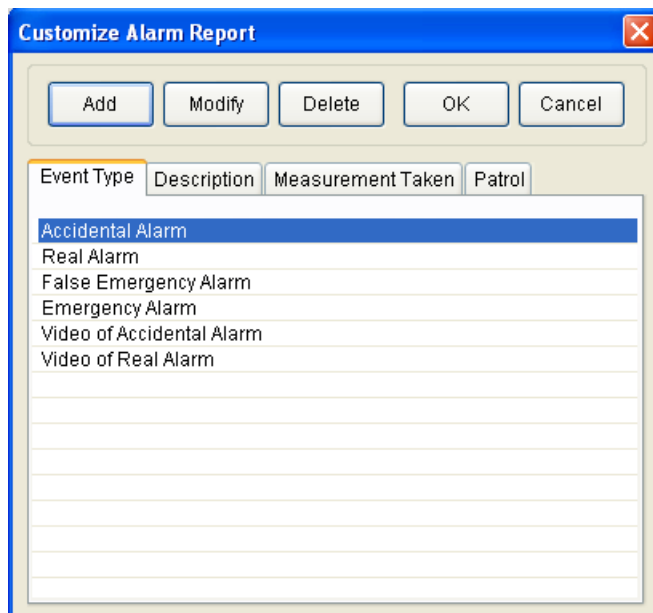 Customize Alarm Report
Add Modify Delete OK Cancel
Event Type Description Measurement Taken Patrol
Accidental Alarm
Real Alarm
False Emergency Alarm
Emergency Alarm
Video of Accidental Alarm
Video of Real Alarm